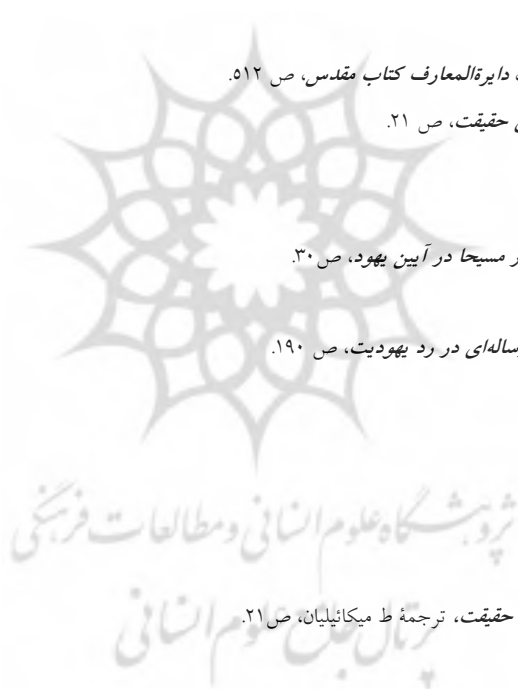 ، دایرةالمعارف کتاب مقدس، ص ۵۱۲.
حقیقت، ص ۲۱.
ر مسیحا در آیین یهود، ص۳۰.
ساله‌ای در رد یهودیت، ص ۱۹۰.
پژوهشگاه علوم انسانی و مطالعات فرهنگی
حقیقت، ترجمهٔ ط میکائیلیان، ص۲۱.
پرتال جامع علوم انسانی